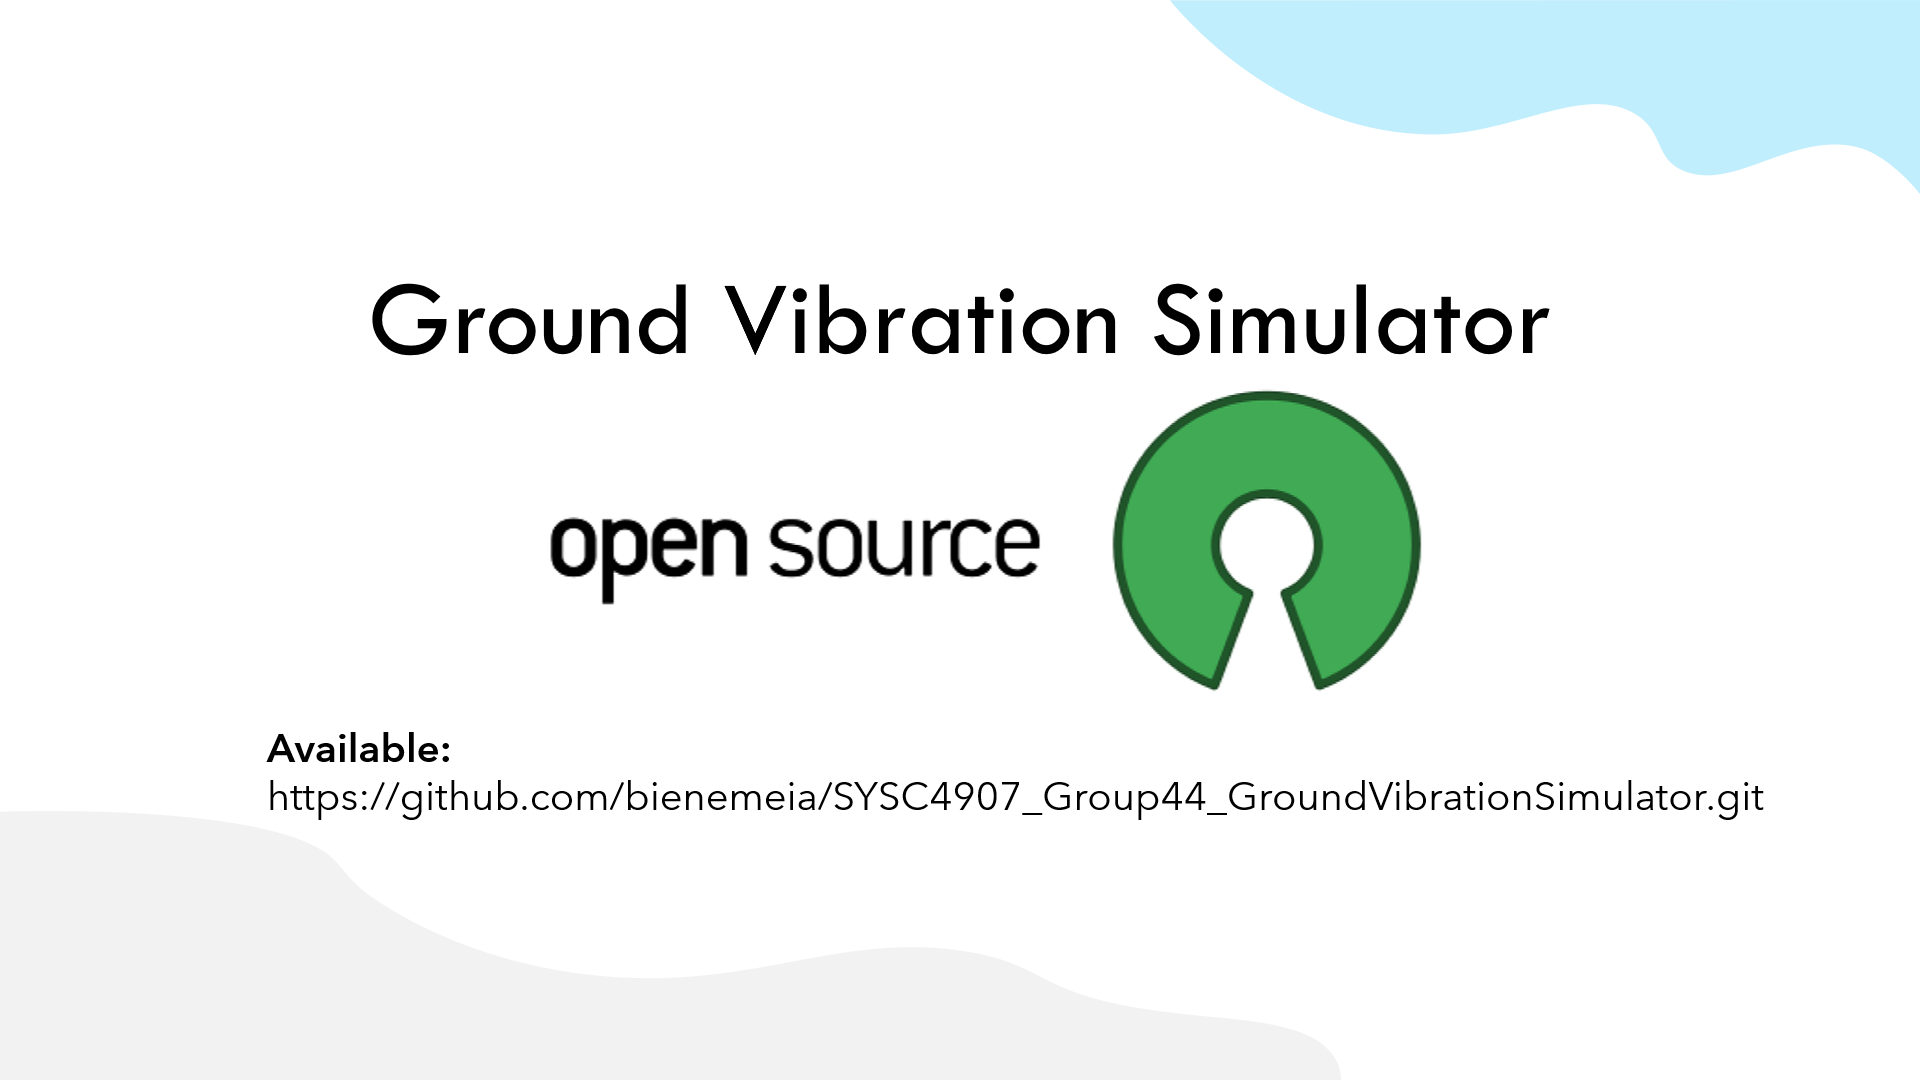 Ground Vibration Simulator
open source
Available:
https://github.com/bienemeia/SYSC4907_Group44_GroundVibrationSimulator.git